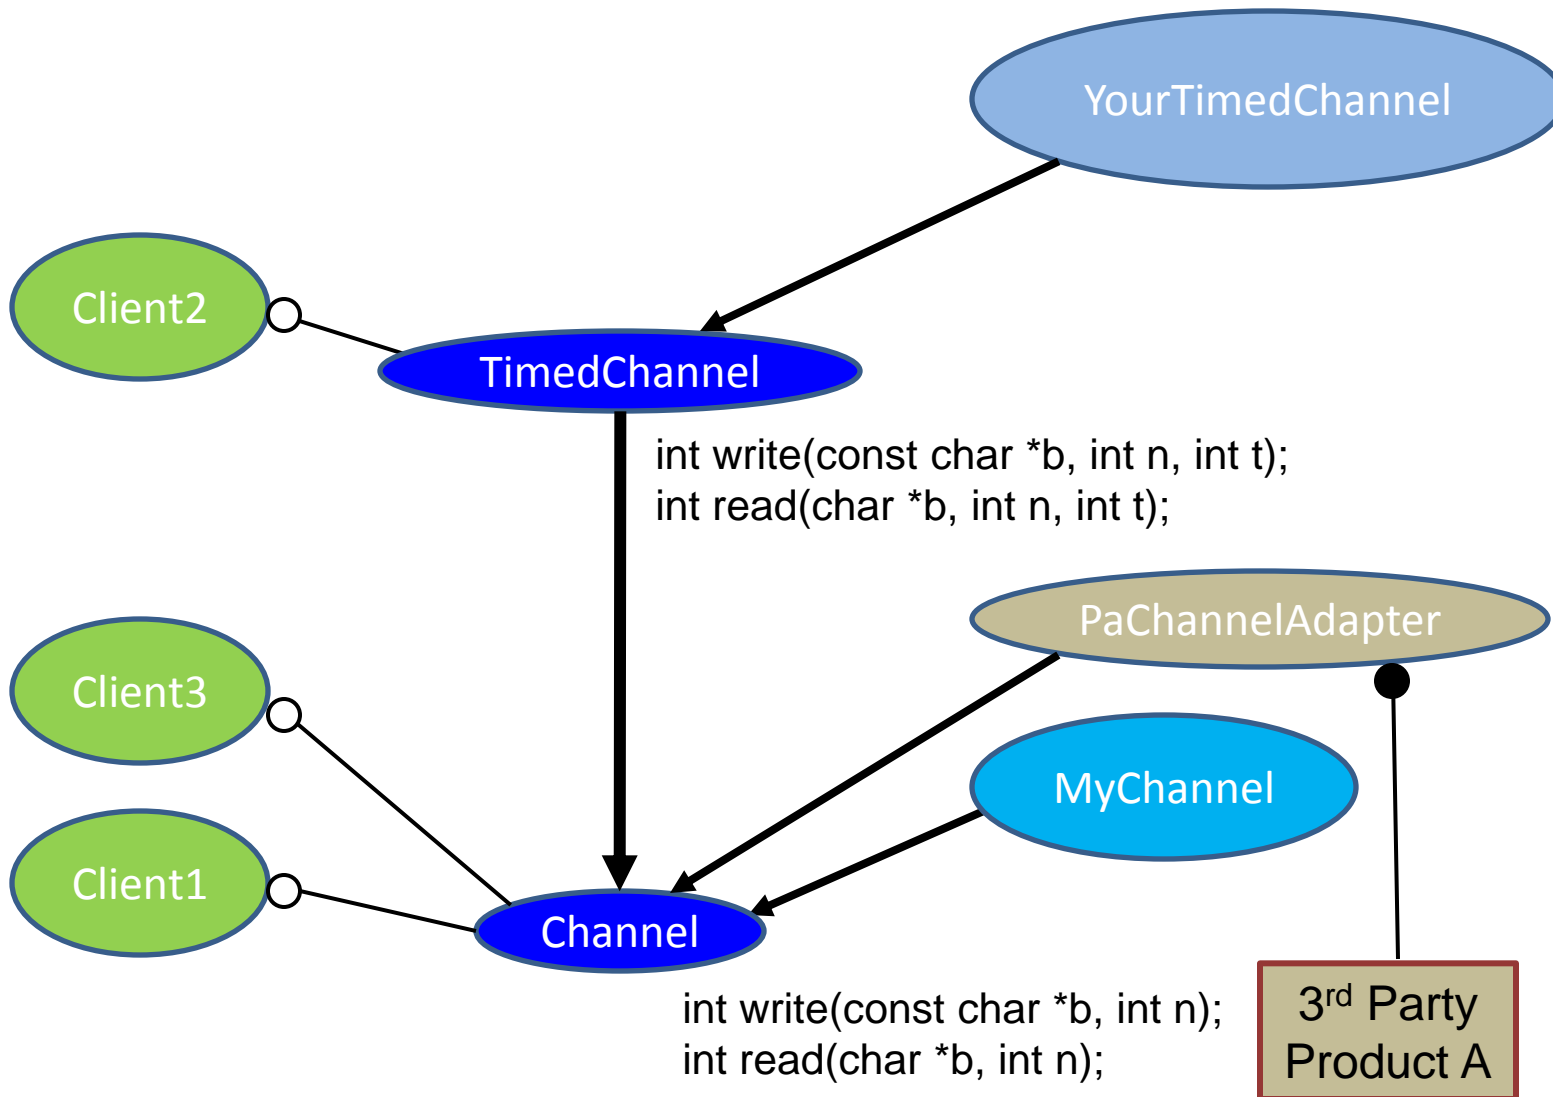 YourTimedChannel
Client2
TimedChannel
int write(const char *b, int n, int t);
int read(char *b, int n, int t);
PaChannelAdapter
Client3
MyChannel
Client1
Channel
int write(const char *b, int n);
int read(char *b, int n);
3rd Party
Product A